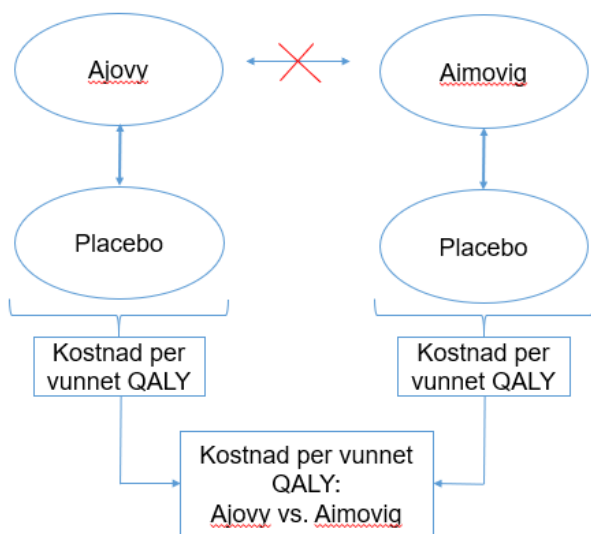 Ajovy
Aimovig
Placebo
Placebo
Kostnad per
vunnet QALY
Kostnad per
vunnet QALY
Kostnad per vunnet
QALY:
Ajovy vs. Aimovig